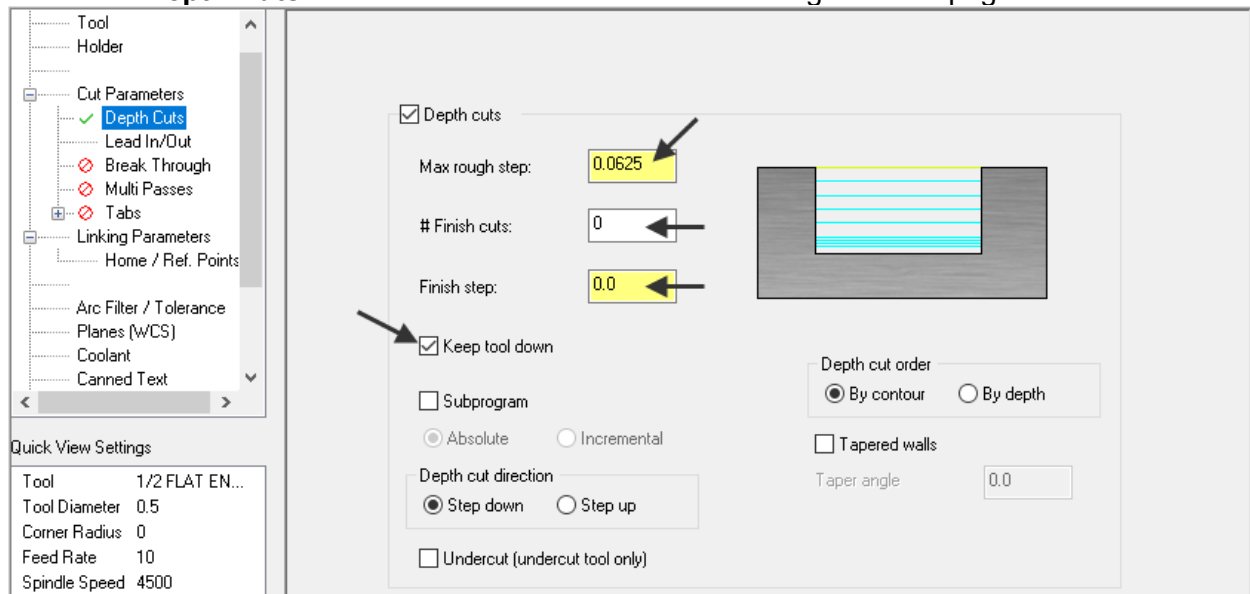 Tool
Holder
Cut Parameters
Depth Cuts
Lead In/Out
Break Through
Multi Passes
Tabs
Linking Parameters
Home / Ref. Points
Arc Filter / Tolerance
Planes (WCS)
Coolant
Canned Text
Quick View Settings
Tool 1/2 FLAT EN...
Tool Diameter 0.5
Corner Radius 0
Feed Rate 10
Spindle Speed 4500
Depth cuts
Max rough step: 0.0625
# Finish cuts: 0
Finish step: 0.0
Keep tool down
Subprogram
Absolute Incremental
Depth cut direction
Step down Step up
Undercut (undercut tool only)
Depth cut order
By contour By depth
Tapered walls
Taper angle 0.0